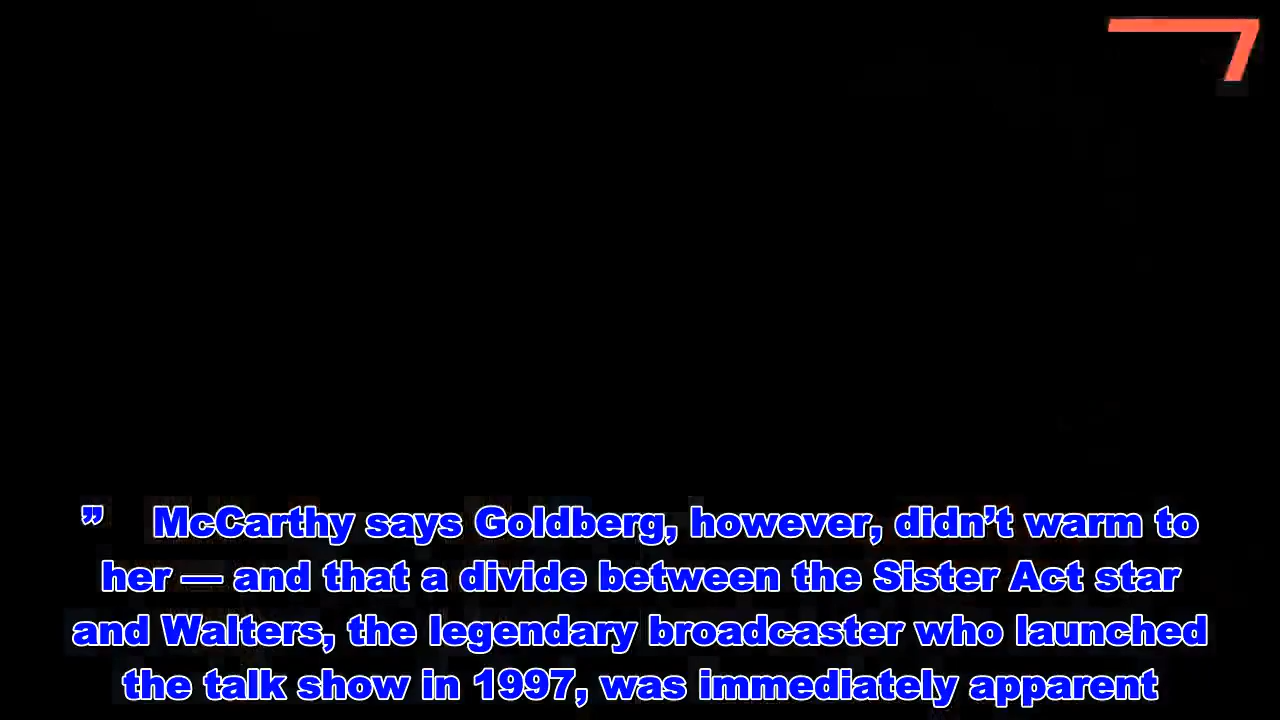 ”    McCarthy says Goldberg, however, didn’t warm to
her — and that a divide between the Sister Act star
and Walters, the legendary broadcaster who launched
the talk show in 1997, was immediately apparent